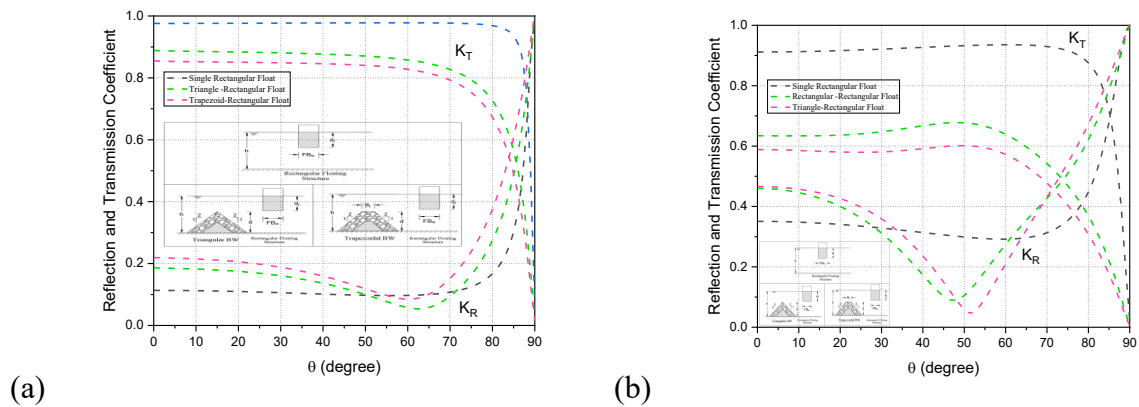 Reflection and Transmission Coefficient
1.0
0.8
0.6
0.4
0.2
0.0
K_T
Single Rectangular Float
Triangle -Rectangular Float
Trapezoid-Rectangular Float
h
FB_w
Rectangular Floating
Structure
h
d
FB_w
Triangular BW
Rectangular Floating
Structure
h
d
FB_w
Trapezoidal BW
Rectangular Floating
Structure
K_R
0 10 20 30 40 50 60 70 80 90
θ (degree)
(a)
Reflection and Transmission Coefficient
1.0
0.8
0.6
0.4
0.2
0.0
K_T
Single Rectangular Float
Rectangular -Rectangular Float
Triangle-Rectangular Float
K_R
0 10 20 30 40 50 60 70 80 90
θ (degree)
(b)